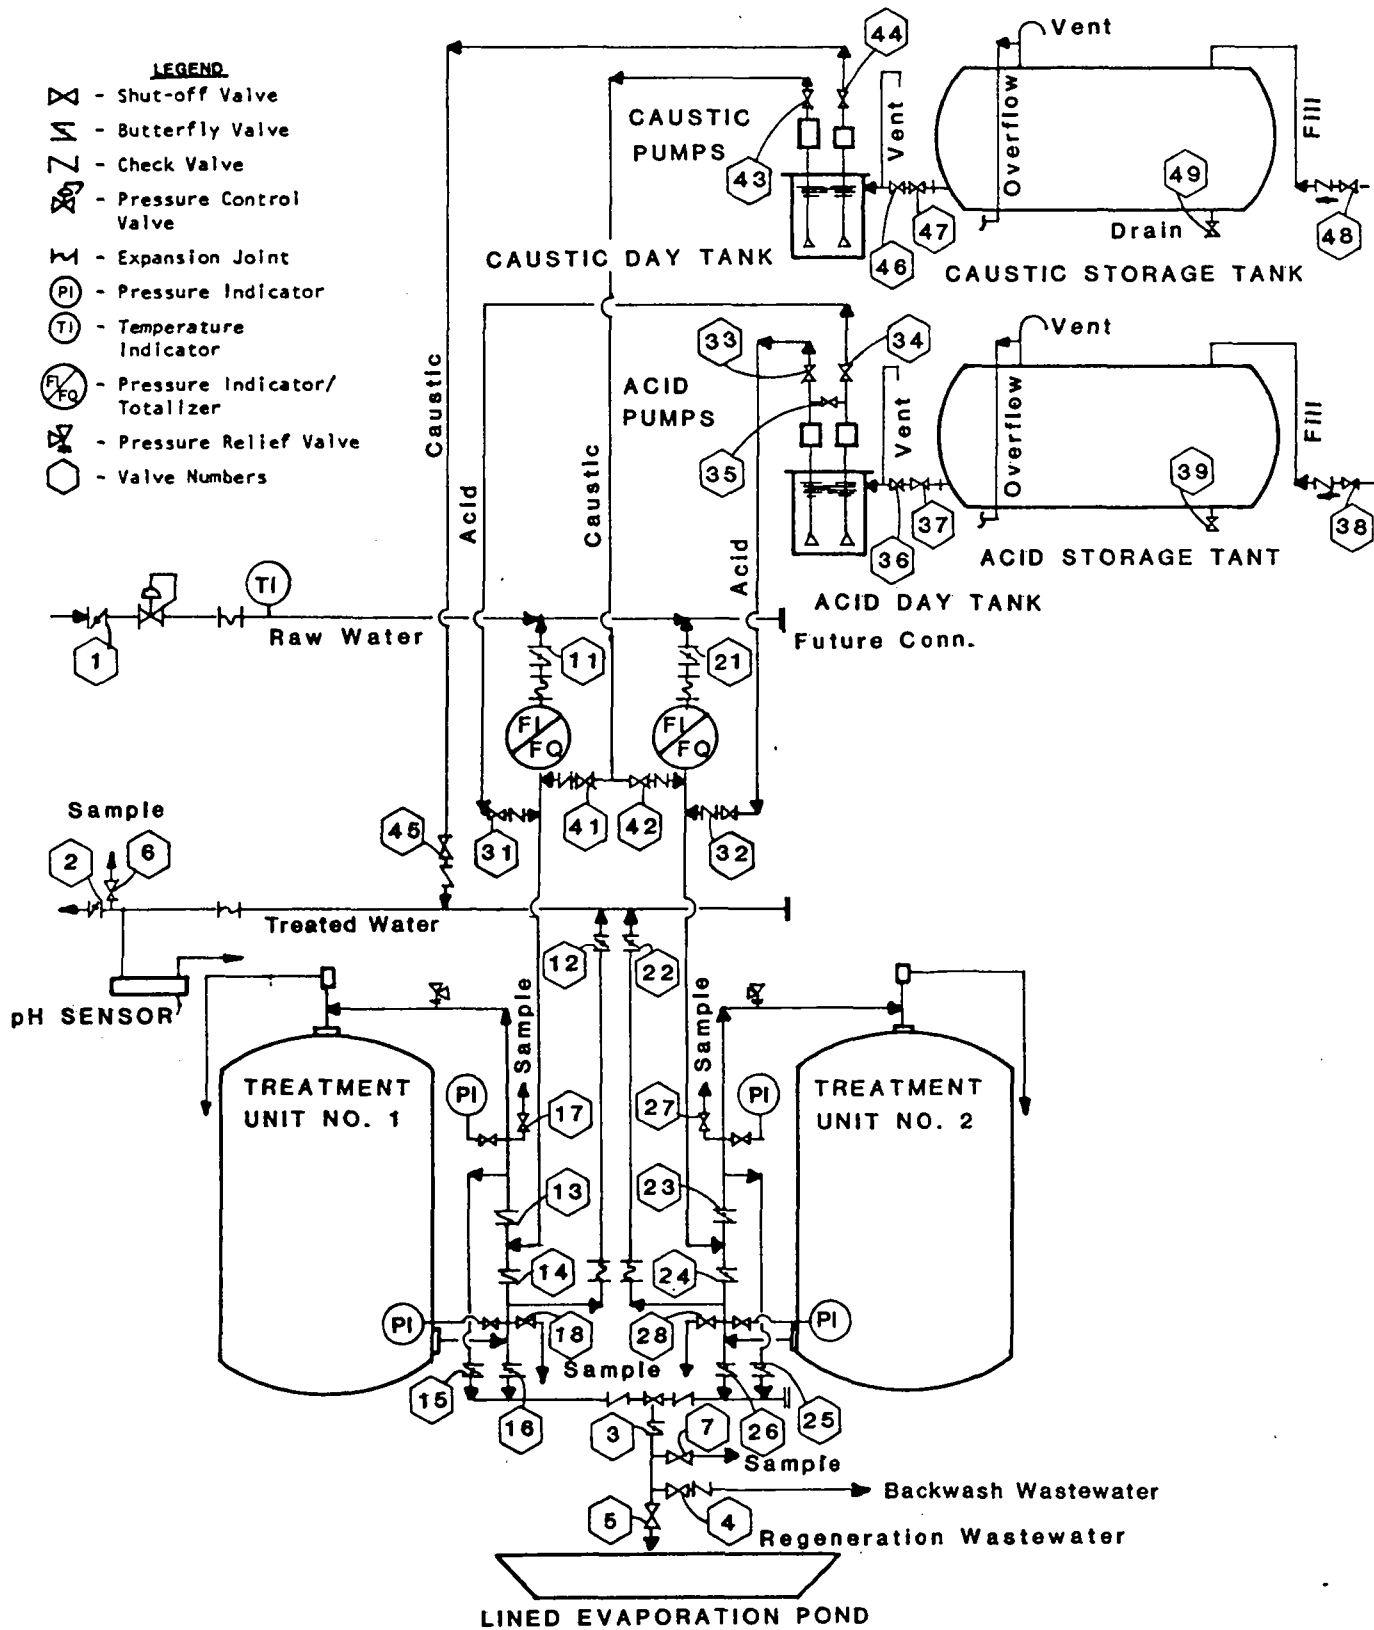 LEGEND
- Shut-off Valve
- Butterfly Valve
- Check Valve
- Pressure Control
Valve
- Expansion Joint
PI - Pressure Indicator
TI - Temperature
Indicator
FI/FQ - Pressure Indicator/
Totalizer
- Pressure Relief Valve
- Valve Numbers
44
Vent
CAUSTIC
PUMPS
43
Vent
Overflow
49
Fill
Drain
47
46
48
CAUSTIC DAY TANK
CAUSTIC STORAGE TANK
Caustic
Acid
Caustic
Acid
33
34
Vent
ACID
PUMPS
35
Vent
Overflow
39
Fill
37
36
38
ACID STORAGE TANT
ACID DAY TANK
TI
1
Raw Water
Future Conn.
11
21
FI
FQ
FI
FQ
Sample
2
6
45
31
41
42
32
Treated Water
12
22
pH SENSOR
Sample
Sample
TREATMENT
UNIT NO. 1
PI
17
27
PI
TREATMENT
UNIT NO. 2
13
23
14
24
PI
18
28
PI
Sample
15
16
26
25
3
7
Sample
Backwash Wastewater
5
4
Regeneration Wastewater
LINED EVAPORATION POND